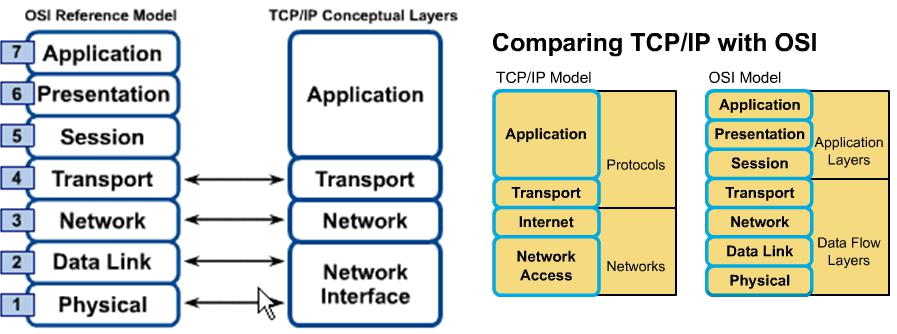 OSI Reference Model
7 Application
6 Presentation
5 Session
4 Transport
3 Network
2 Data Link
1 Physical
TCP/IP Conceptual Layers
Application
Transport
Network
Network
Interface
Comparing TCP/IP with OSI
TCP/IP Model
Application
Transport
Internet
Network
Access
Protocols
Networks
OSI Model
Application
Presentation
Session
Transport
Network
Data Link
Physical
Application
Layers
Data Flow
Layers